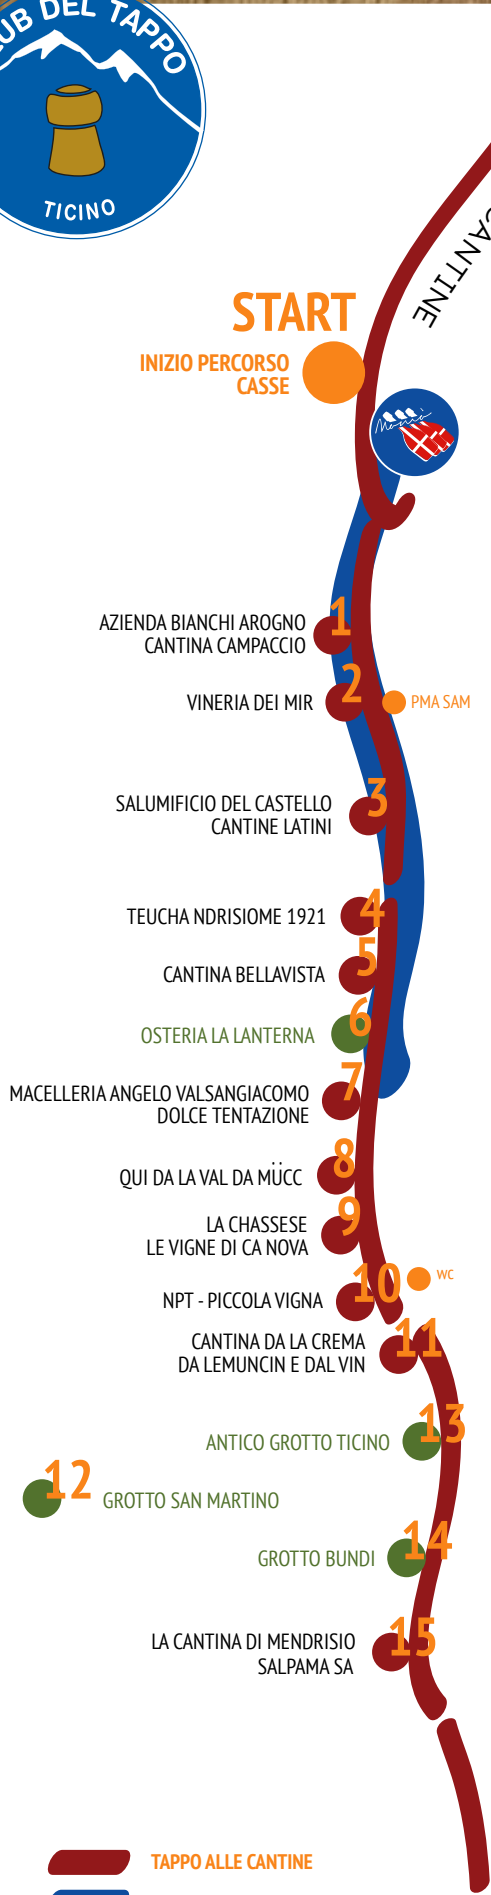 DEL TAPPO
TICINO
CANTINE
START
INIZIO PERCORSO
CASSE
Momò
1
AZIENDA BIANCHI AROGNO
CANTINA CAMPACCIO
2
VINERIA DEI MIR
PMA SAM
3
SALUMIFICIO DEL CASTELLO
CANTINE LATINI
4
TEUCHA NDRISIOME 1921
5
CANTINA BELLAVISTA
6
OSTERIA LA LANTERNA
7
MACELLERIA ANGELO VALSANGIACOMO
DOLCE TENTAZIONE
8
QUI DA LA VAL DA MÜCC
9
LA CHASSESE
LE VIGNE DI CA NOVA
10
WC
NPT - PICCOLA VIGNA
11
CANTINA DA LA CREMA
DA LEMUNCIN E DAL VIN
13
ANTICO GROTTO TICINO
12
GROTTO SAN MARTINO
14
GROTTO BUNDI
15
LA CANTINA DI MENDRISIO
SALPAMA SA
TAPPO ALLE CANTINE